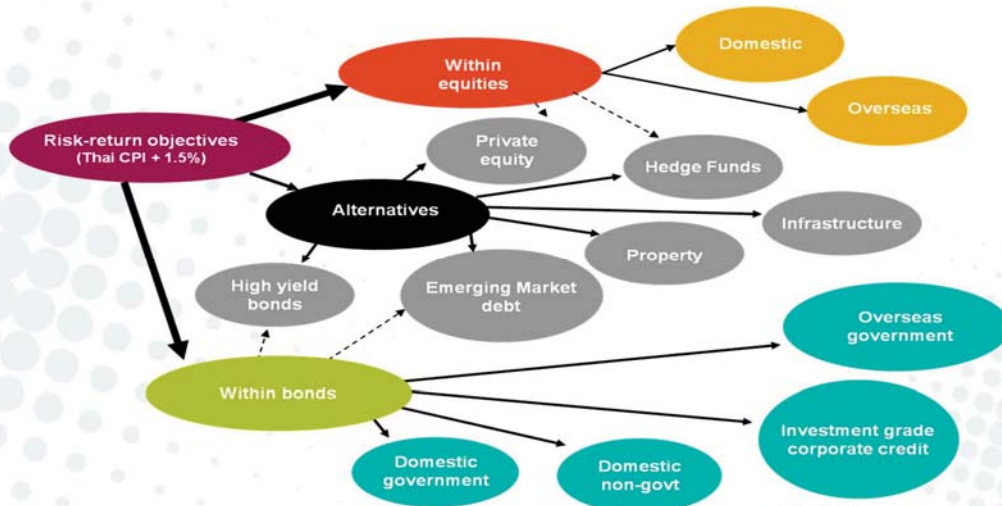 Domestic
Within
equities
Overseas
Risk-return objectives
(Thai CPI + 1.5%)
Private
equity
Hedge Funds
Alternatives
Infrastructure
Property
High yield
bonds
Emerging Market
debt
Overseas
government
Within bonds
Investment grade
corporate credit
Domestic
government
Domestic
non-govt